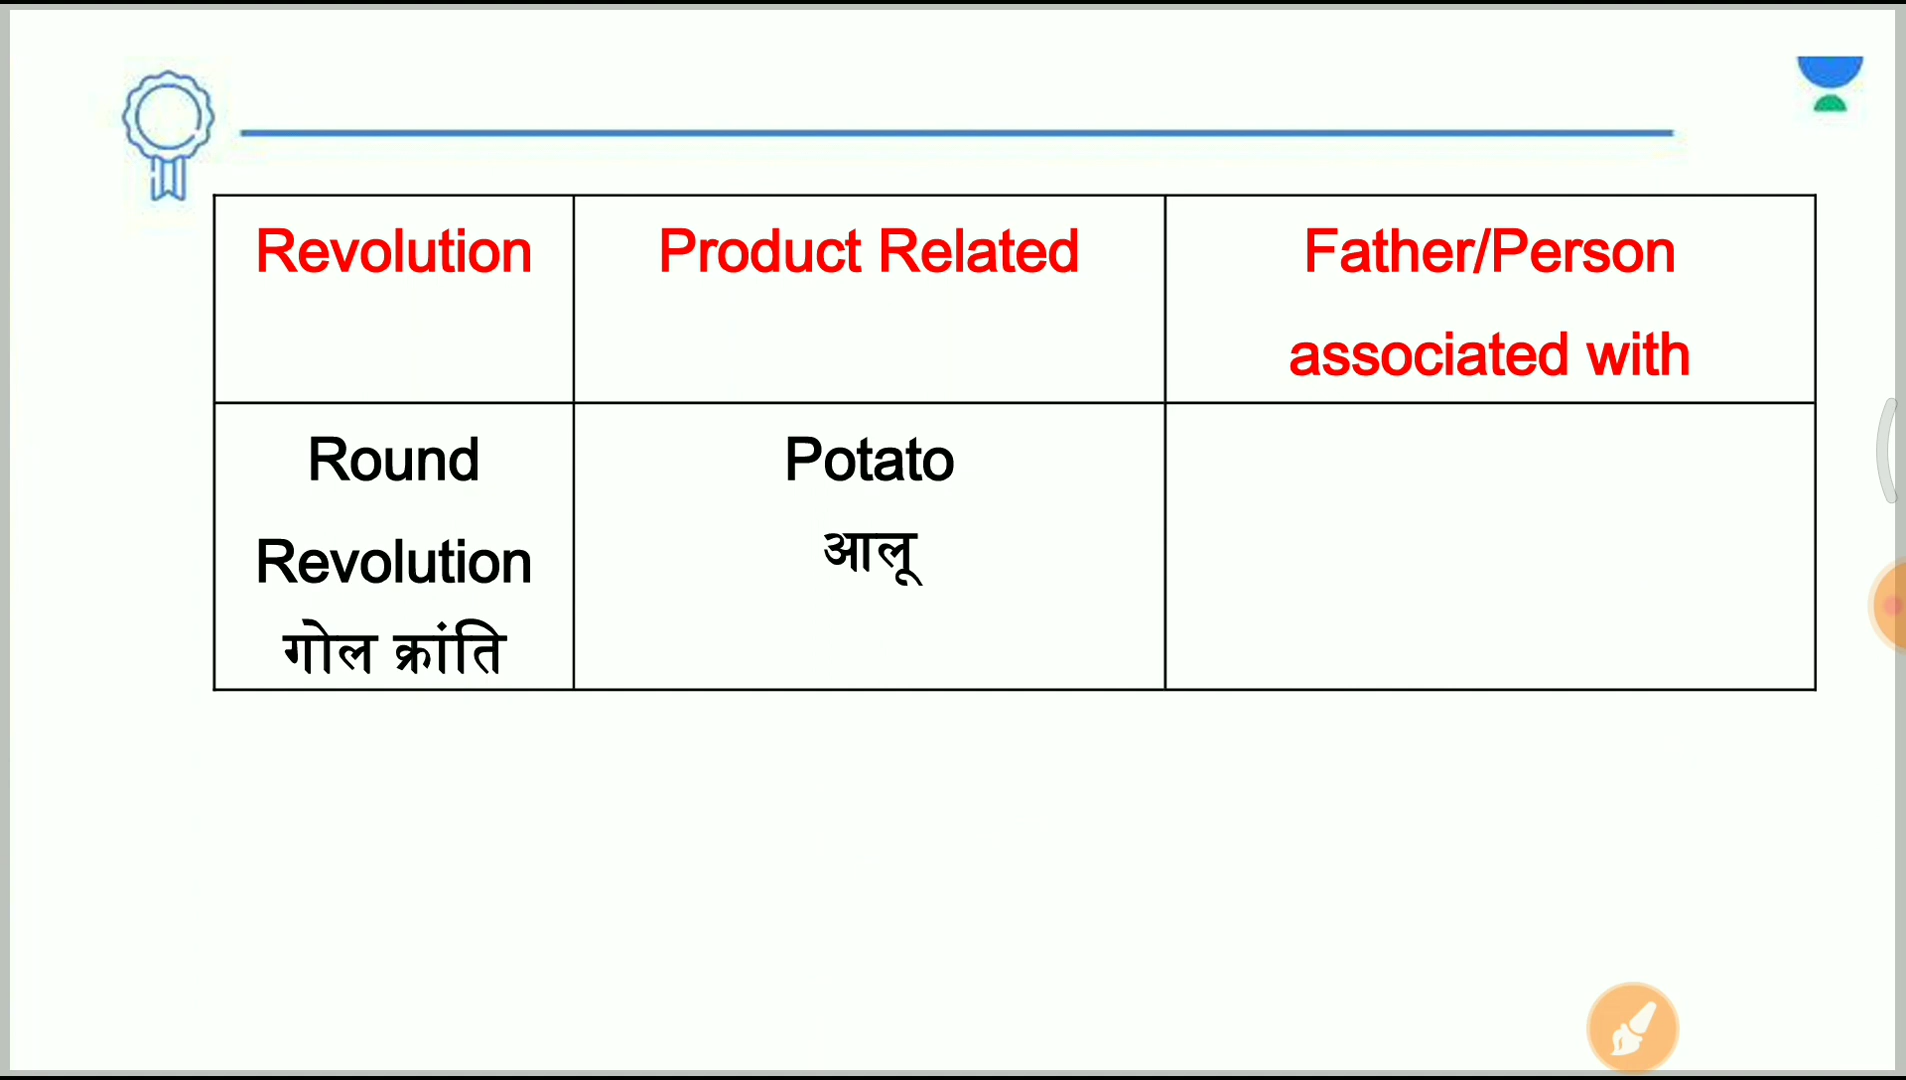 Revolution
Product Related
Father/Person
associated with
Round
Revolution
गोल क्रांति
Potato
आलू